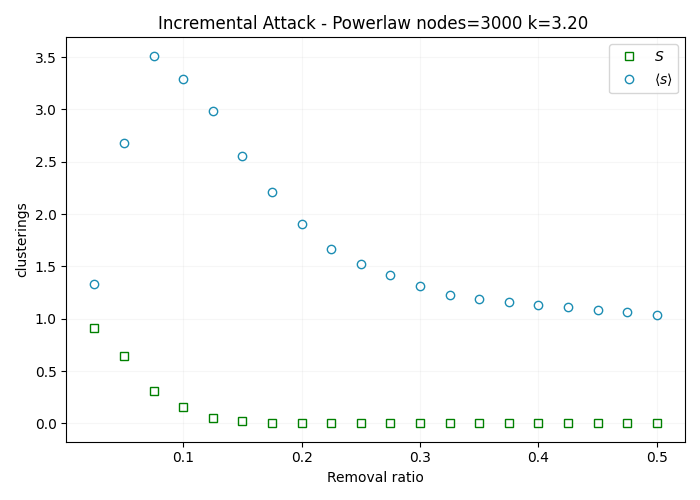 Incremental Attack - Powerlaw nodes=3000 k=3.20
S
⟨s⟩
clusterings
3.5
3.0
2.5
2.0
1.5
1.0
0.5
0.0
0.1 0.2 0.3 0.4 0.5
Removal ratio